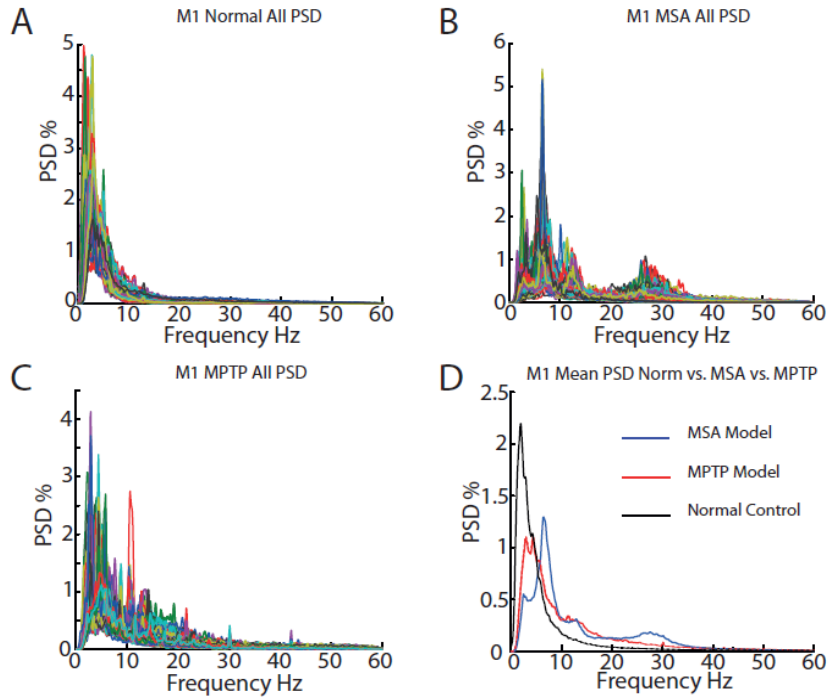 A
M1 Normal All PSD
PSD %
5
4
3
2
1
0
0 10 20 30 40 50 60
Frequency Hz
B
M1 MSA All PSD
PSD %
6
5
4
3
2
1
0
0 10 20 30 40 50 60
Frequency Hz
C
M1 MPTP All PSD
PSD %
4
3
2
1
0
0 10 20 30 40 50 60
Frequency Hz
D
M1 Mean PSD Norm vs. MSA vs. MPTP
PSD %
2.5
2
1.5
1
0.5
0
MSA Model
MPTP Model
Normal Control
0 10 20 30 40 50 60
Frequency Hz